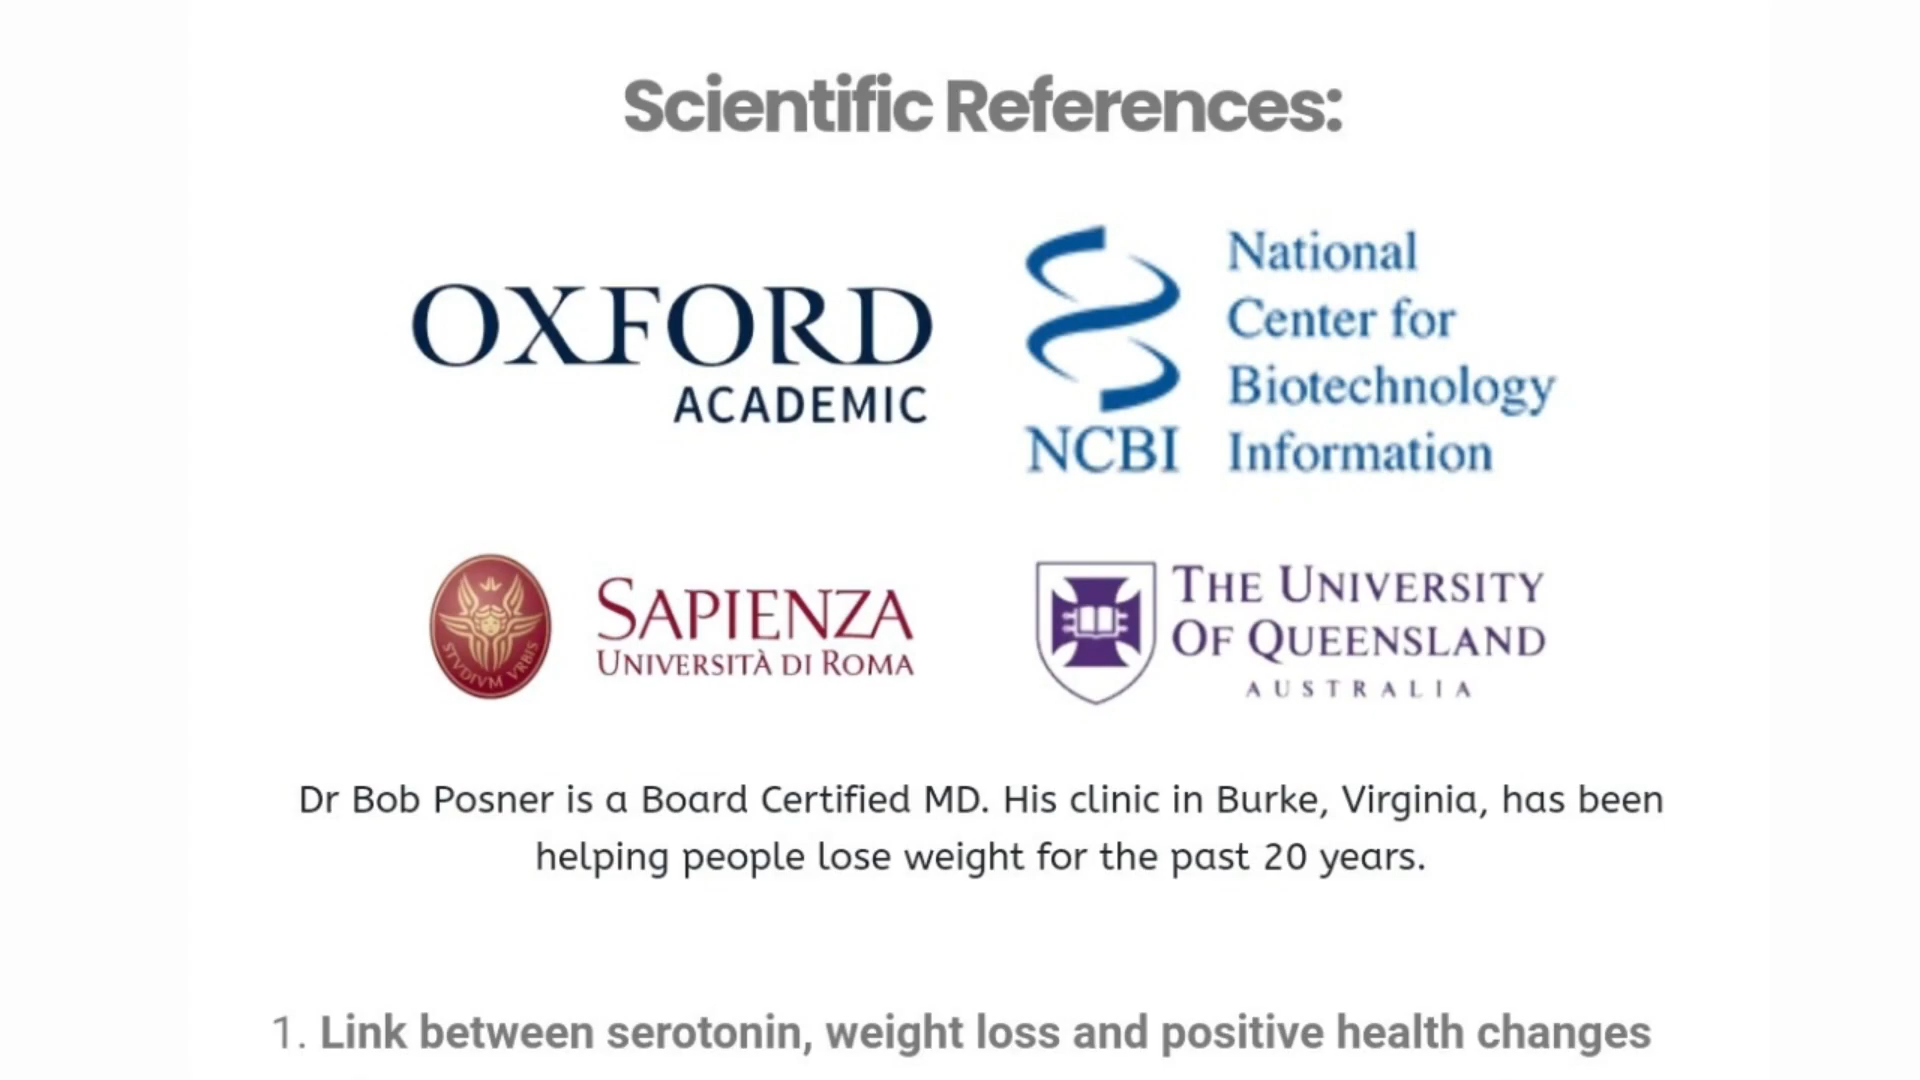 Scientific References:
OXFORD
ACADEMIC
National
Center for
Biotechnology
Information
NCBI
SAPIENZA
UNIVERSITÀ DI ROMA
STVDIVM VRBIS
THE UNIVERSITY
OF QUEENSLAND
AUSTRALIA
Dr Bob Posner is a Board Certified MD. His clinic in Burke, Virginia, has been
helping people lose weight for the past 20 years.
1. Link between serotonin, weight loss and positive health changes